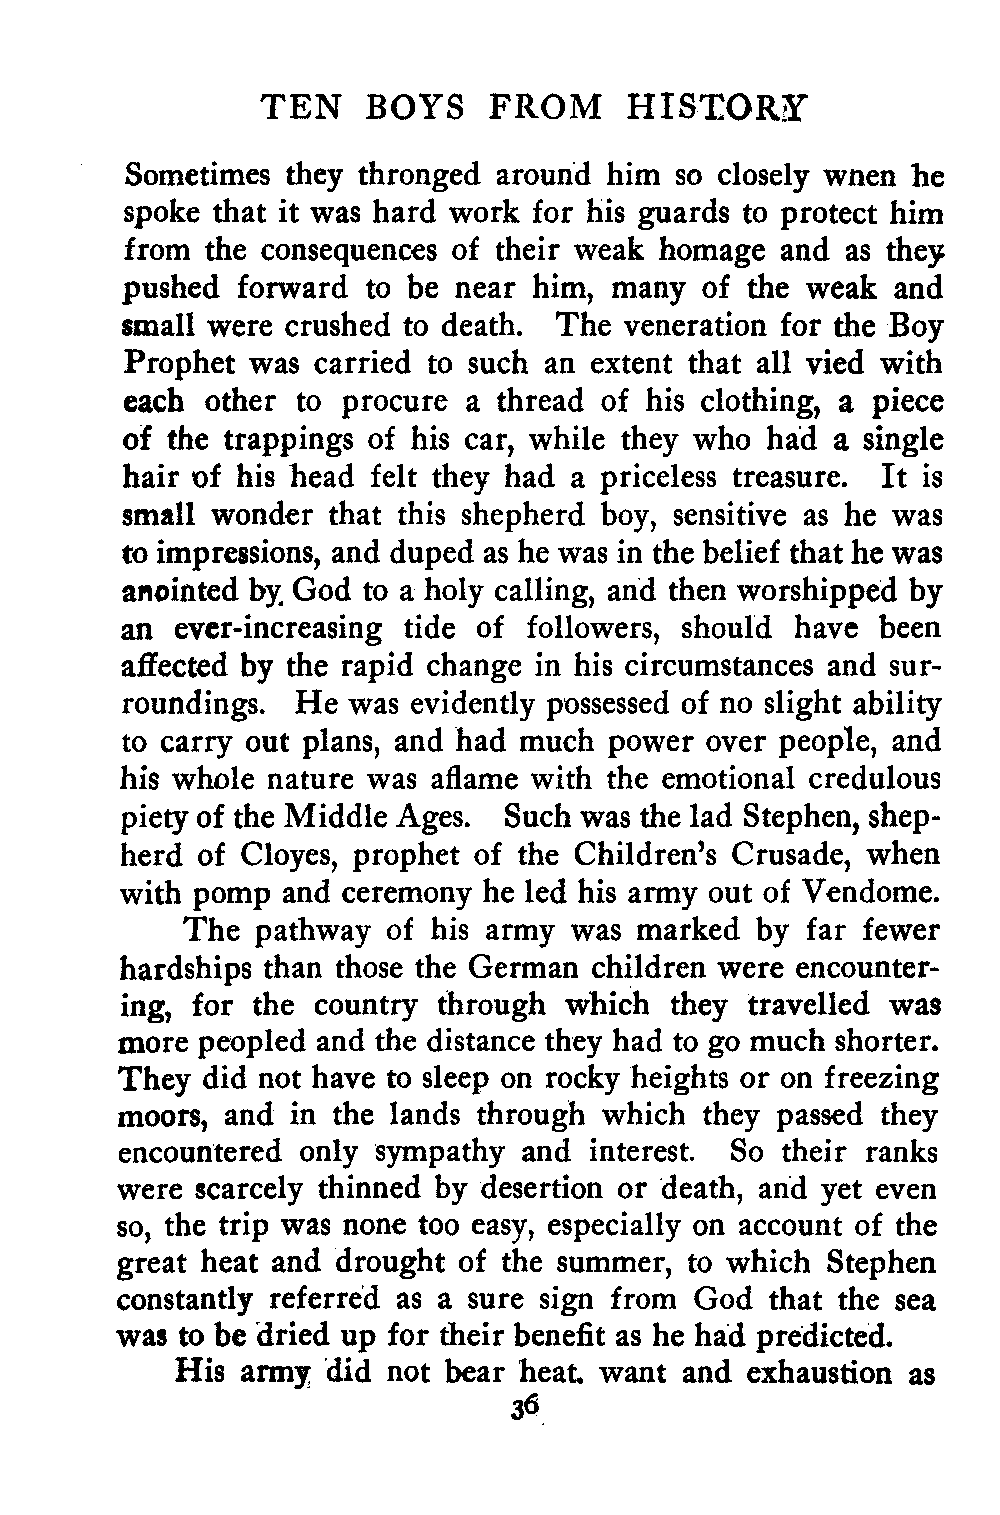 TEN BOYS FROM HISTORY
Sometimes they thronged around him so closely wnen he
spoke that it was hard work for his guards to protect him
from the consequences of their weak homage and as they
pushed forward to be near him, many of the weak and
small were crushed to death. The veneration for the Boy
Prophet was carried to such an extent that all vied with
each other to procure a thread of his clothing, a piece
of the trappings of his car, while they who had a single
hair of his head felt they had a priceless treasure. It is
small wonder that this shepherd boy, sensitive as he was
to impressions, and duped as he was in the belief that he was
anointed by God to a holy calling, and then worshipped by
an ever-increasing tide of followers, should have been
affected by the rapid change in his circumstances and sur-
roundings. He was evidently possessed of no slight ability
to carry out plans, and had much power over people, and
his whole nature was aflame with the emotional credulous
piety of the Middle Ages. Such was the lad Stephen, shep-
herd of Cloyes, prophet of the Children's Crusade, when
with pomp and ceremony he led his army out of Vendome.
The pathway of his army was marked by far fewer
hardships than those the German children were encounter-
ing, for the country through which they travelled was
more peopled and the distance they had to go much shorter.
They did not have to sleep on rocky heights or on freezing
moors, and in the lands through which they passed they
encountered only sympathy and interest. So their ranks
were scarcely thinned by desertion or death, and yet even
so, the trip was none too easy, especially on account of the
great heat and drought of the summer, to which Stephen
constantly referred as a sure sign from God that the sea
was to be dried up for their benefit as he had predicted.
His army did not bear heat. want and exhaustion as
36